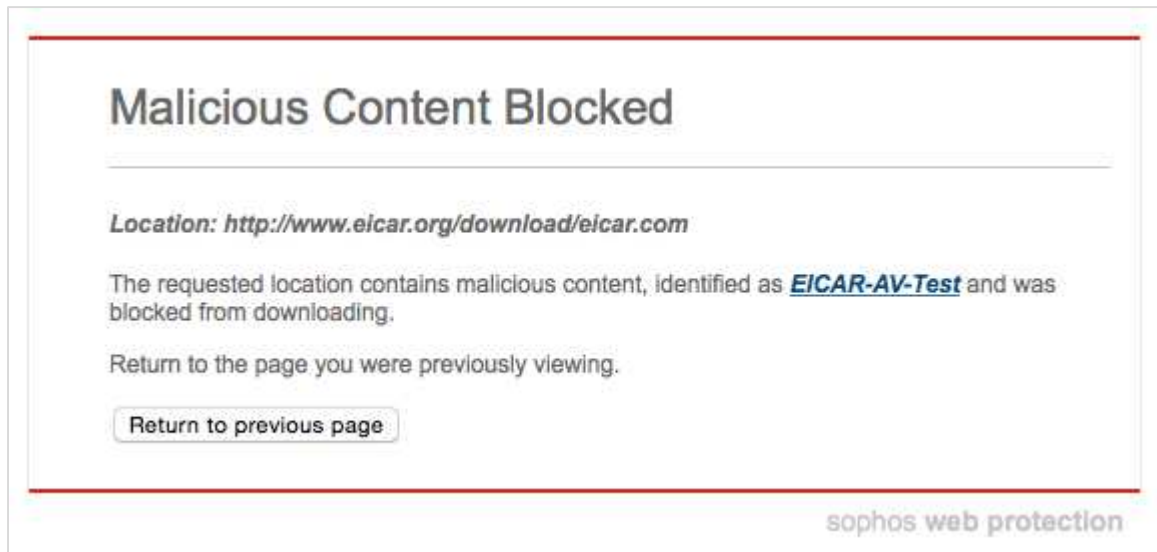 Malicious Content Blocked
Location: http://www.eicar.org/download/eicar.com
The requested location contains malicious content, identified as EICAR-AV-Test and was
blocked from downloading.
Return to the page you were previously viewing.
Return to previous page
sophos web protection